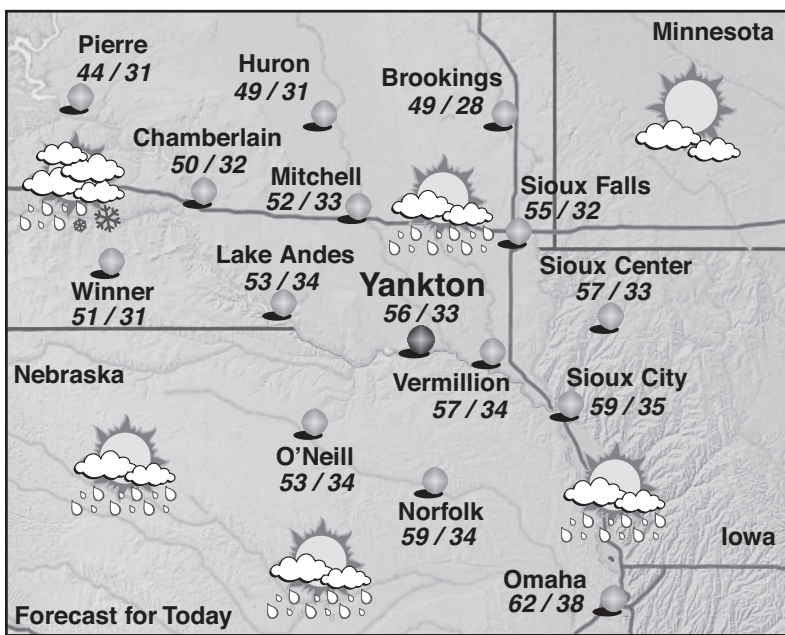 Pierre
44 / 31
Minnesota
Huron
49 / 31
Brookings
49 / 28
Chamberlain
50 / 32
Mitchell
52 / 33
Sioux Falls
55 / 32
Lake Andes
53 / 34
Yankton
56 / 33
Sioux Center
57 / 33
Winner
51 / 31
Nebraska
Vermillion
57 / 34
Sioux City
59 / 35
O'Neill
53 / 34
Norfolk
59 / 34
Iowa
Omaha
62 / 38
Forecast for Today